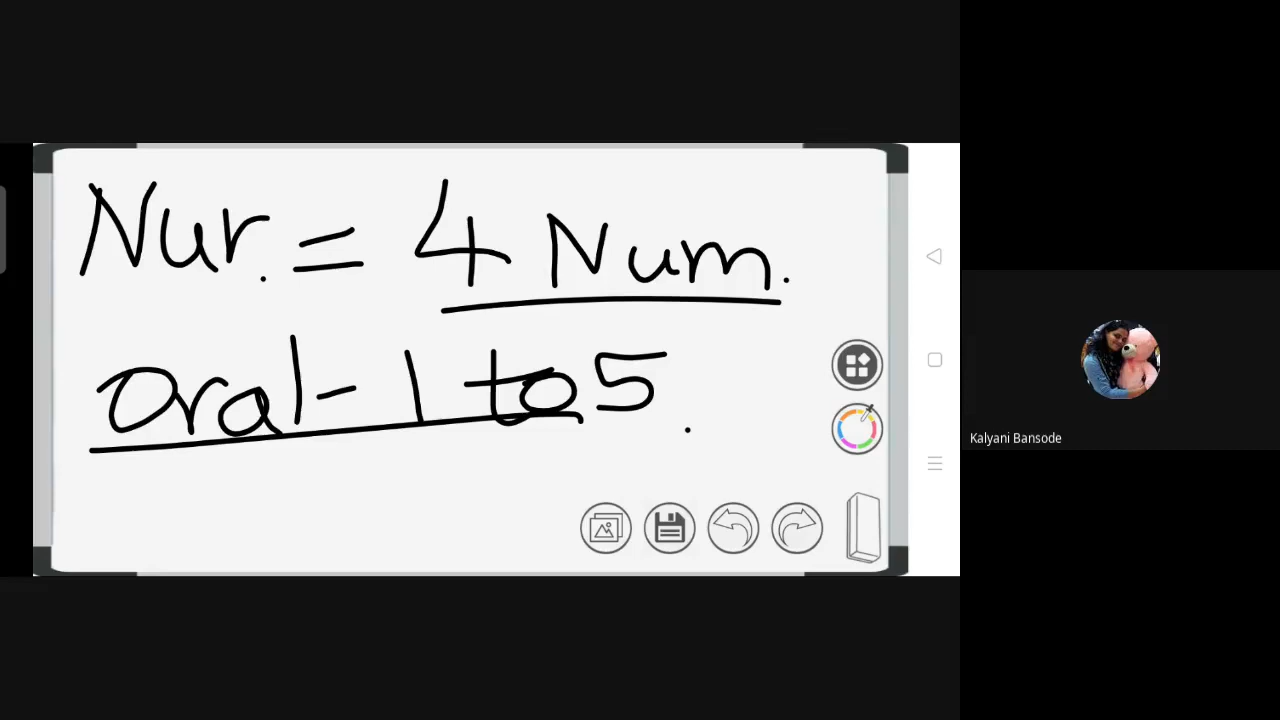 Nur. = 4 Num.
oral - 1 to 5.
Kalyani Bansode